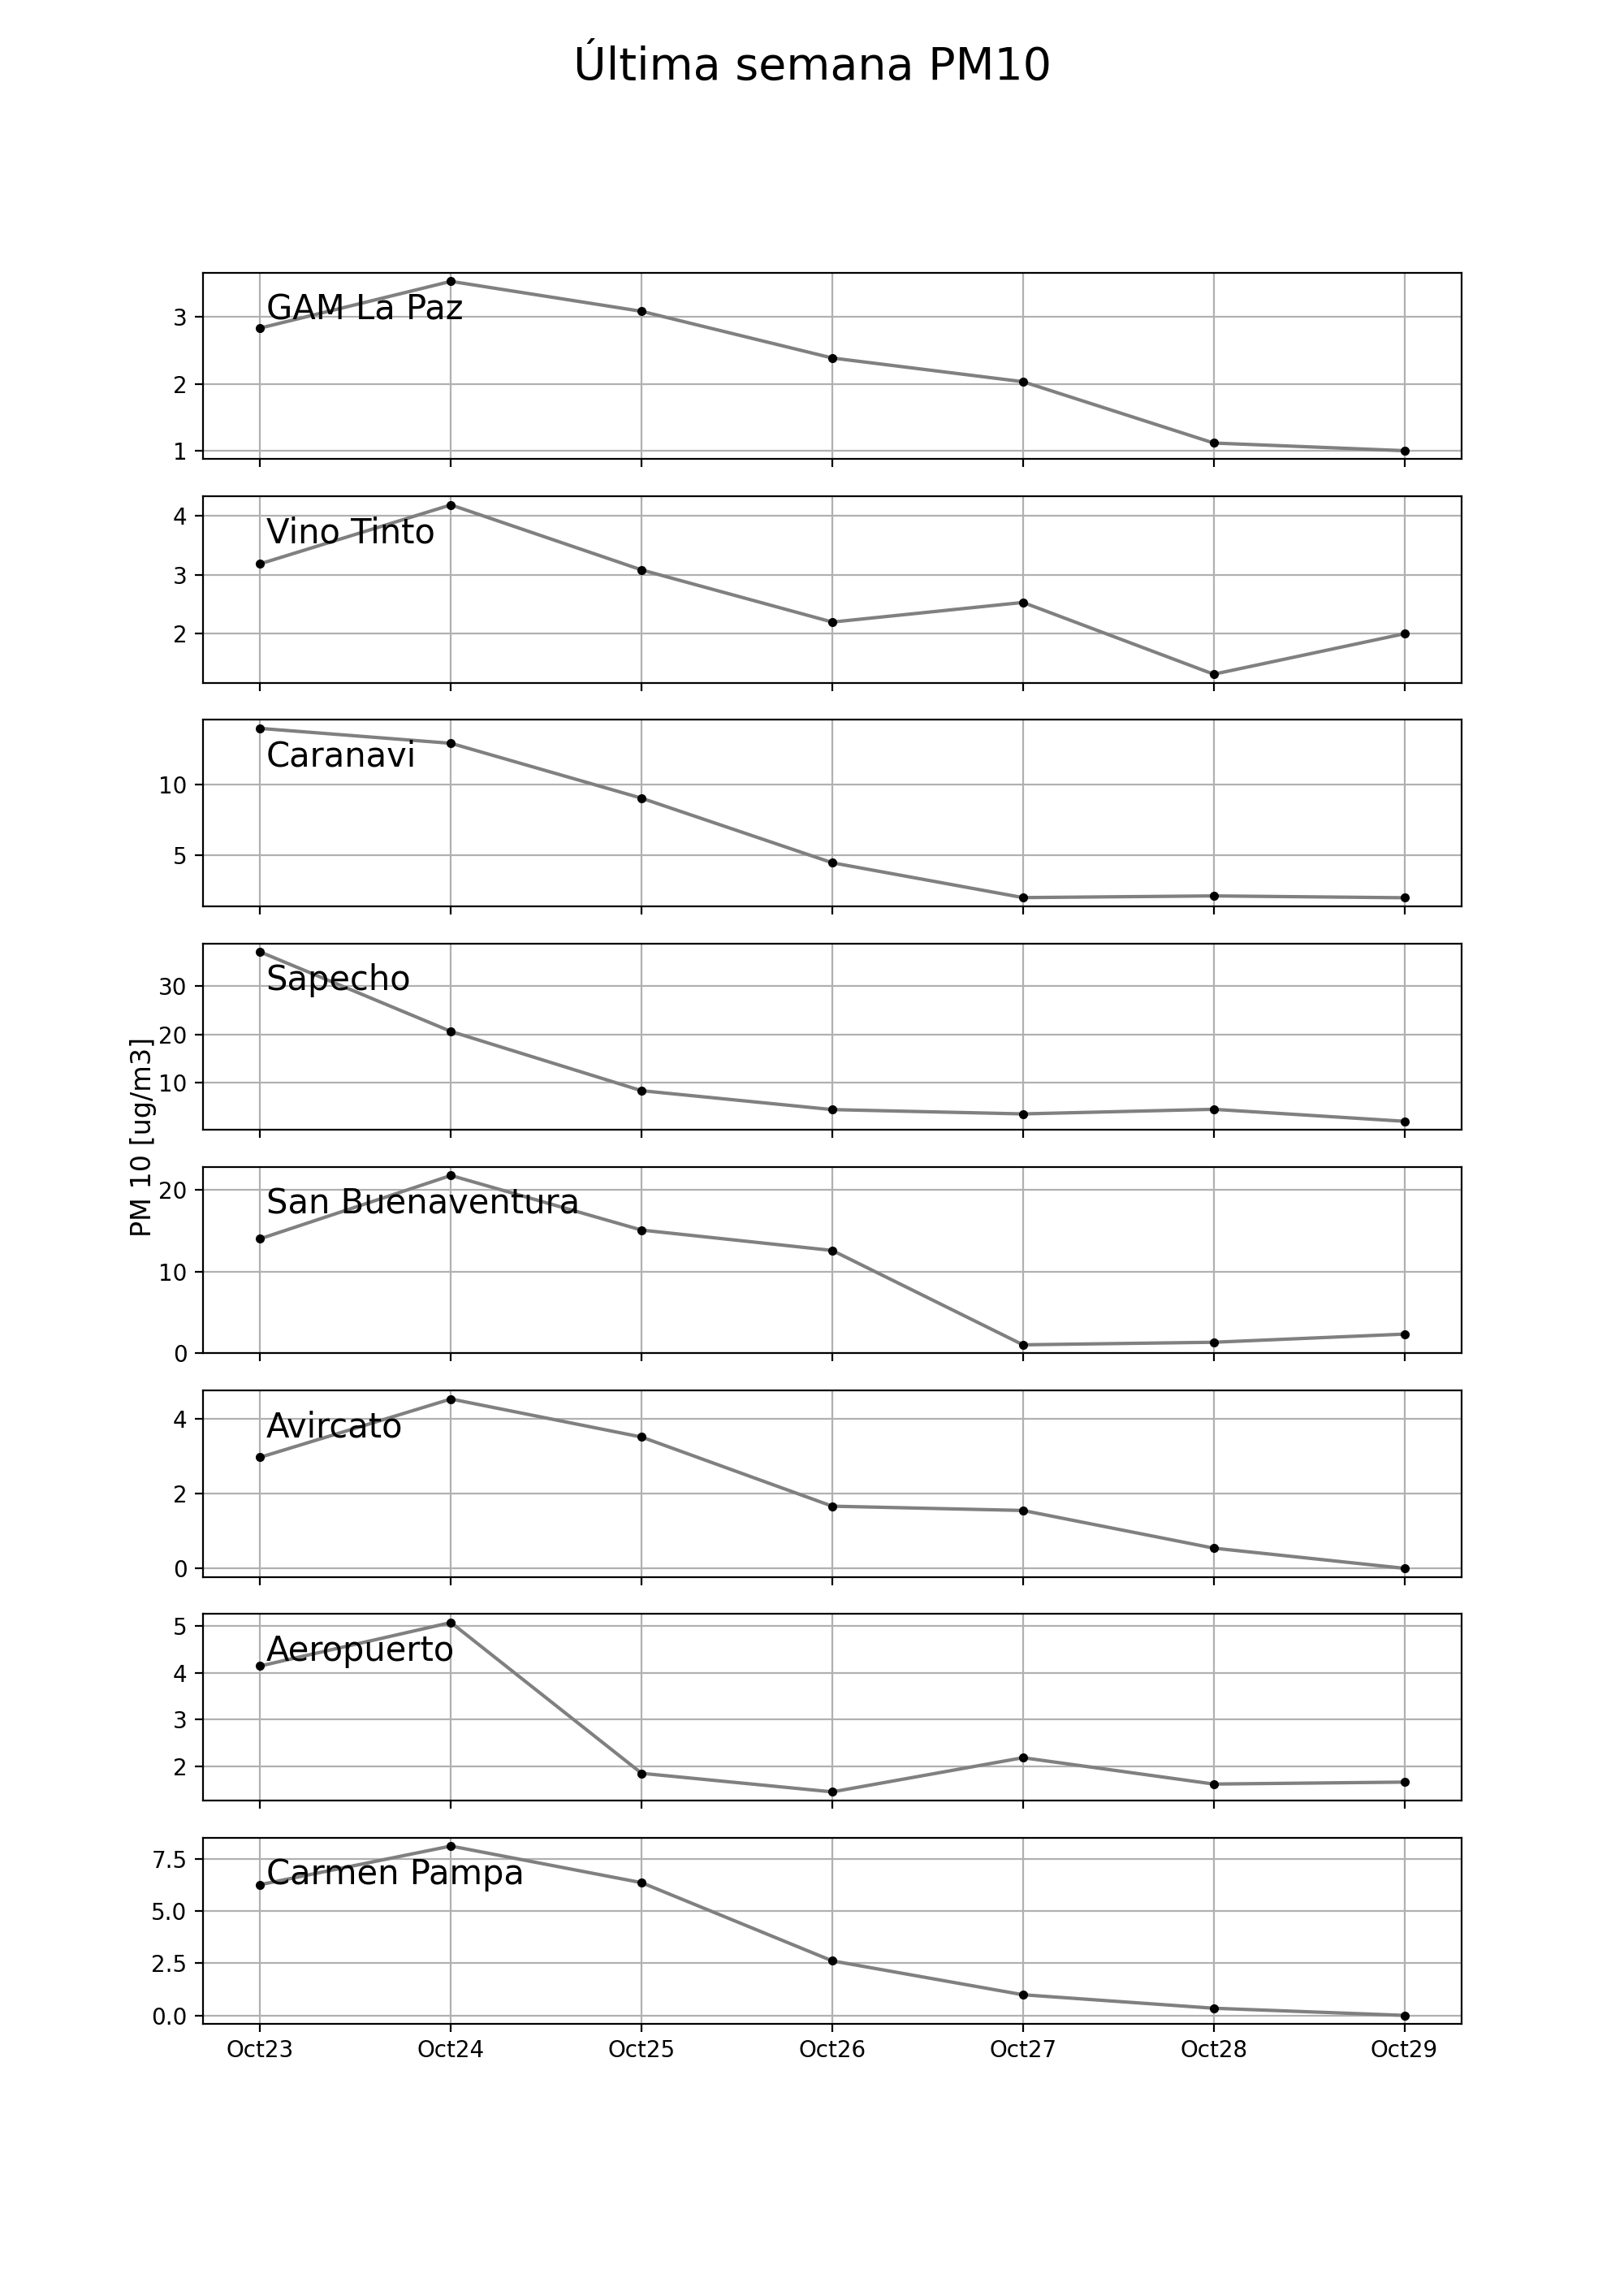 Última semana PM10
GAM La Paz
3
2
1
Vino Tinto
4
3
2
Caranavi
10
5
Sapecho
30
20
10
PM 10 [ug/m3]
San Buenaventura
20
10
0
Avircato
4
2
0
Aeropuerto
5
4
3
2
Carmen Pampa
7.5
5.0
2.5
0.0
Oct23 Oct24 Oct25 Oct26 Oct27 Oct28 Oct29